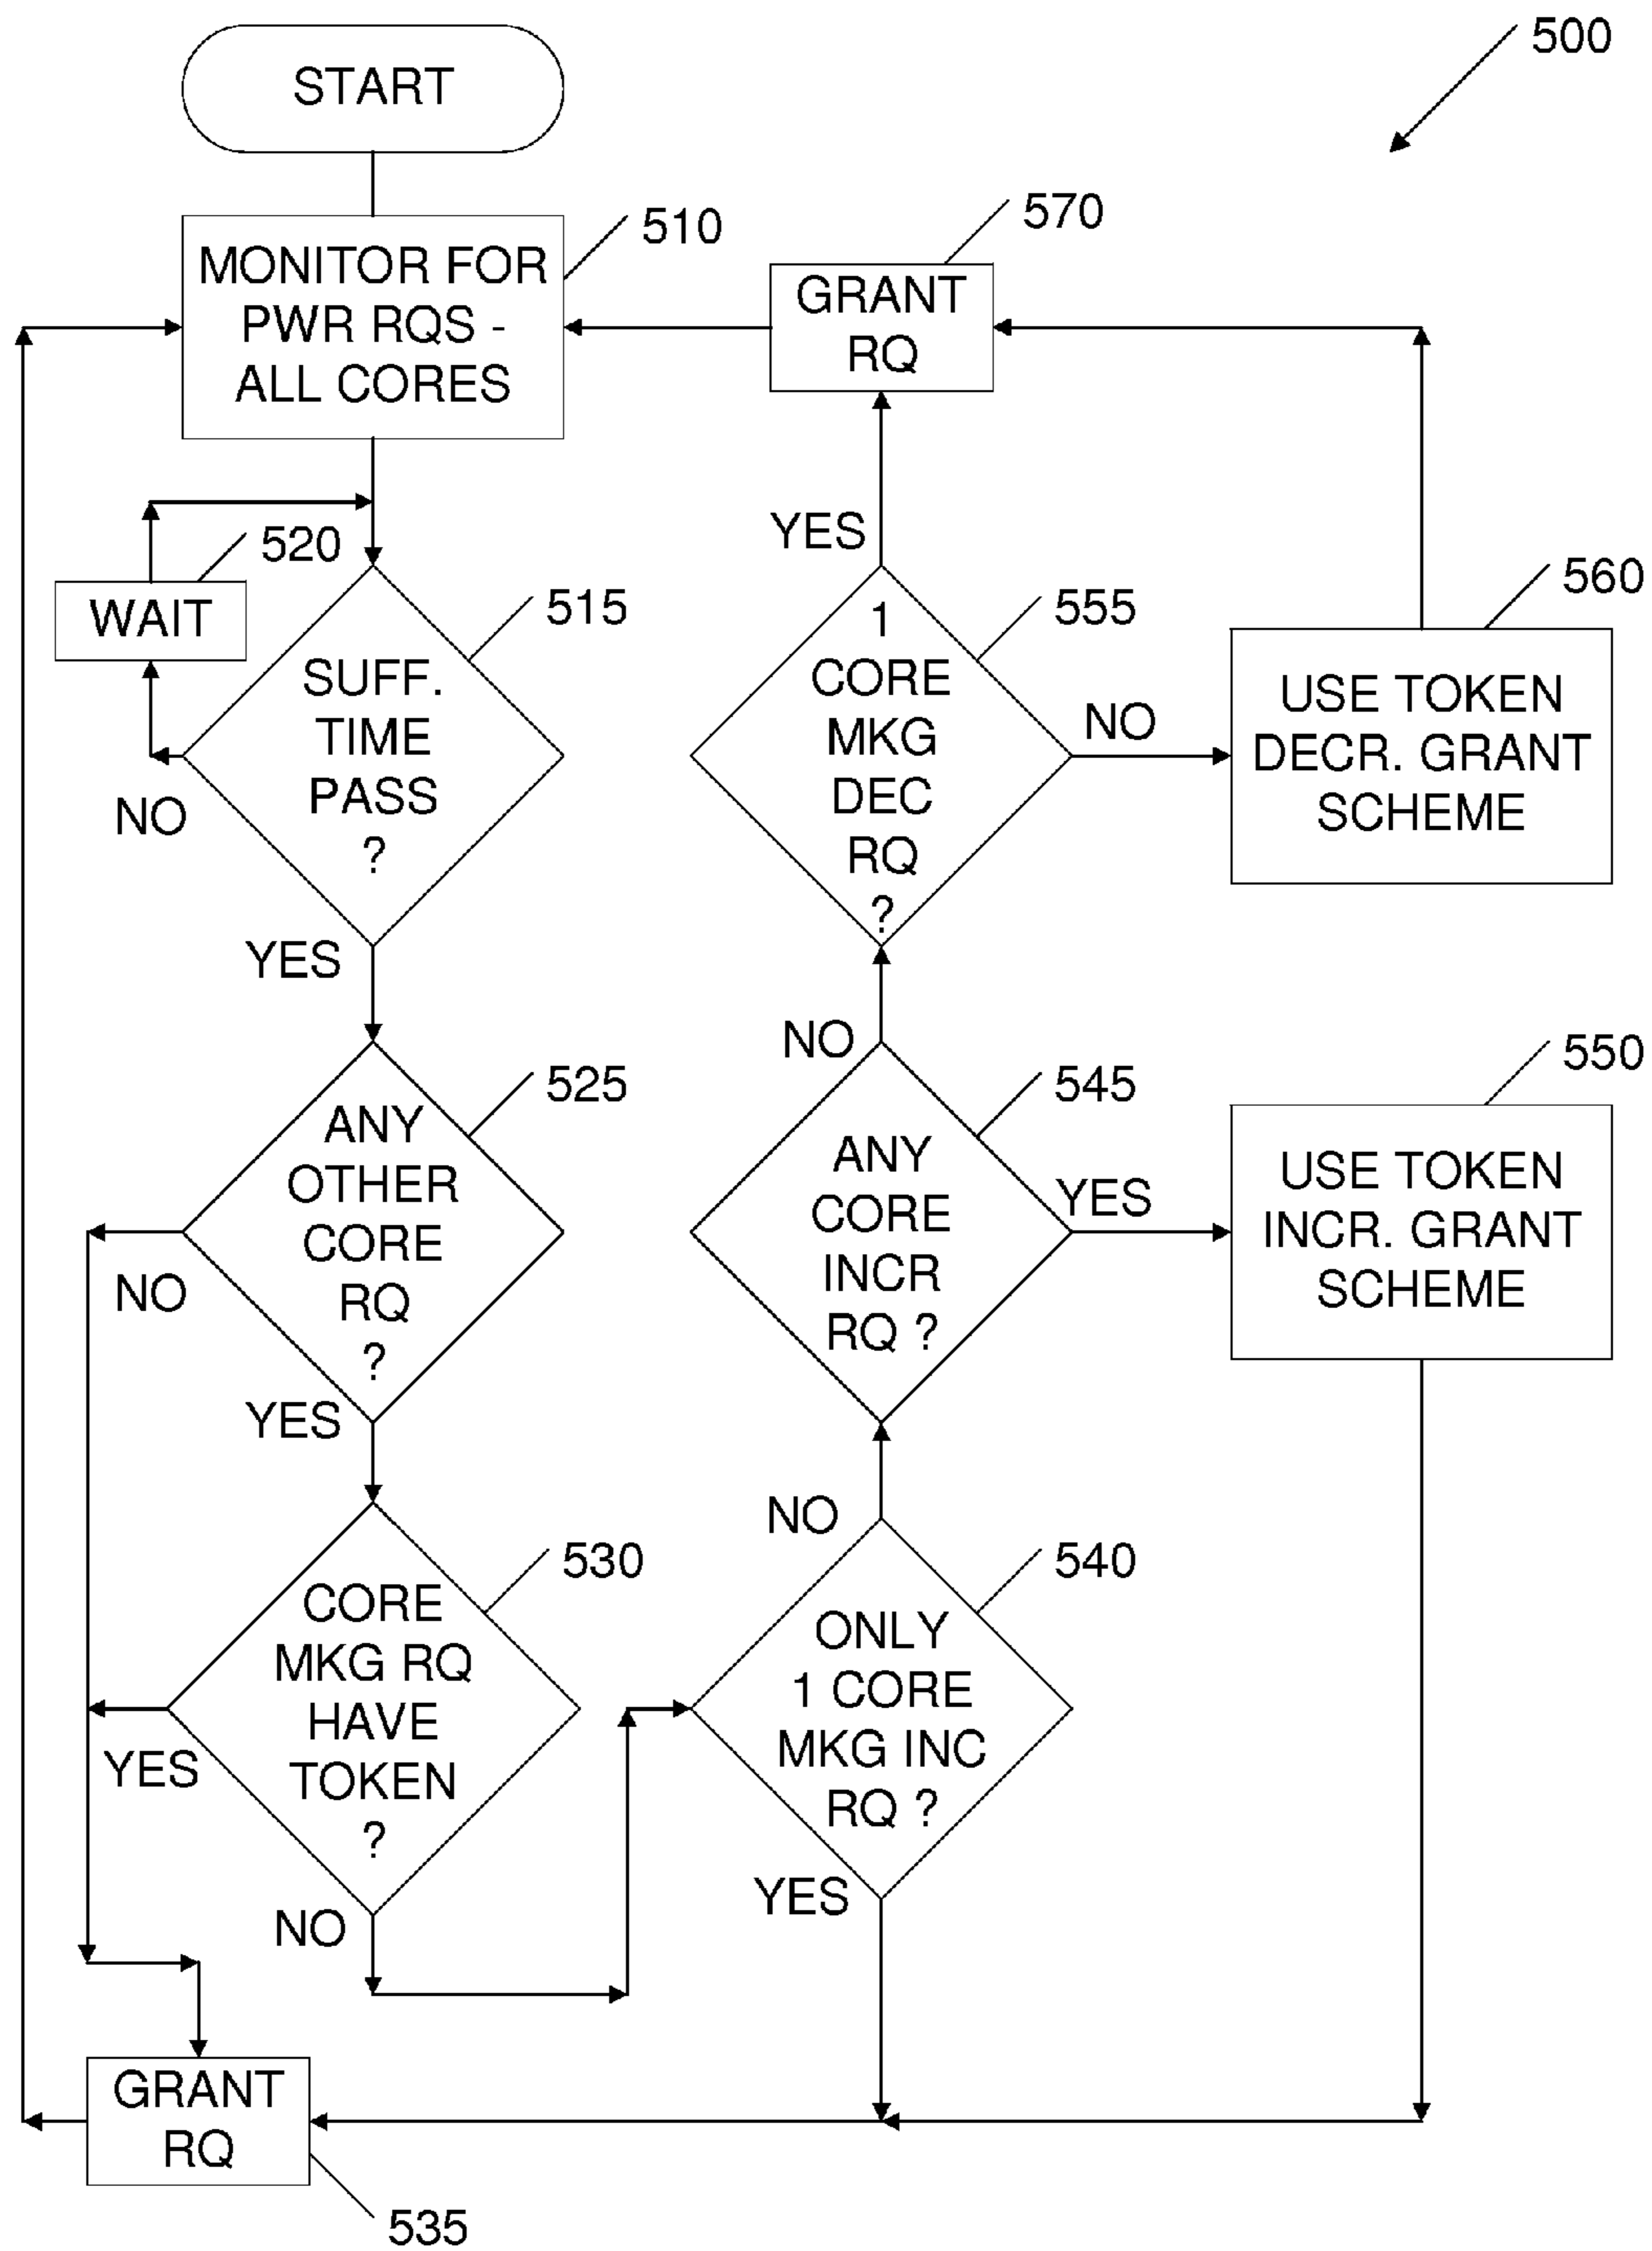 500
START
510
MONITOR FOR
PWR RQS -
ALL CORES
570
GRANT
RQ
520
WAIT
515
SUFF.
TIME
PASS
?
NO
YES
525
ANY
OTHER
CORE
RQ
?
NO
YES
530
CORE
MKG RQ
HAVE
TOKEN
?
YES
NO
GRANT
RQ
535
540
ONLY
1 CORE
MKG INC
RQ ?
YES
NO
545
ANY
CORE
INCR
RQ ?
YES
NO
550
USE TOKEN
INCR. GRANT
SCHEME
555
1
CORE
MKG
DEC
RQ
?
YES
NO
560
USE TOKEN
DECR. GRANT
SCHEME